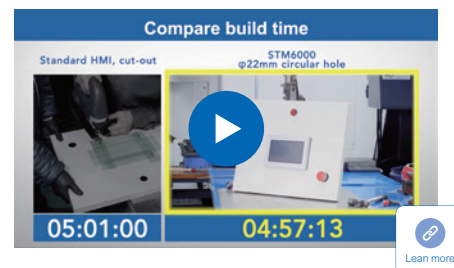 Compare build time
Standard HMI, cut-out
STM6000
φ22mm circular hole
05:01:00
04:57:13
Lean more